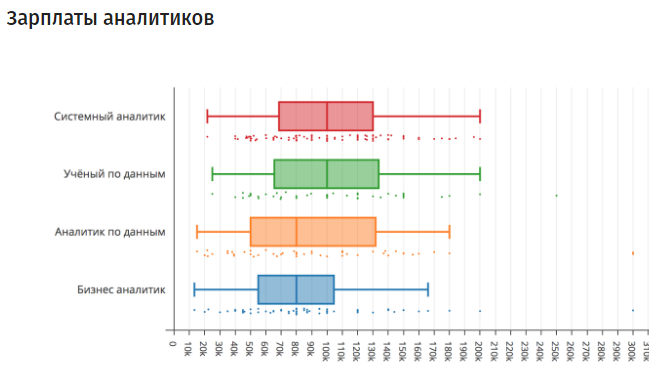 Зарплаты аналитиков
Системный аналитик
Учёный по данным
Аналитик по данным
Бизнес аналитик
0
10k
20k
30k
40k
50k
60k
70k
80k
90k
100k
110k
120k
130k
140k
150k
160k
170k
180k
190k
200k
210k
220k
230k
240k
250k
260k
270k
280k
290k
300k
310k